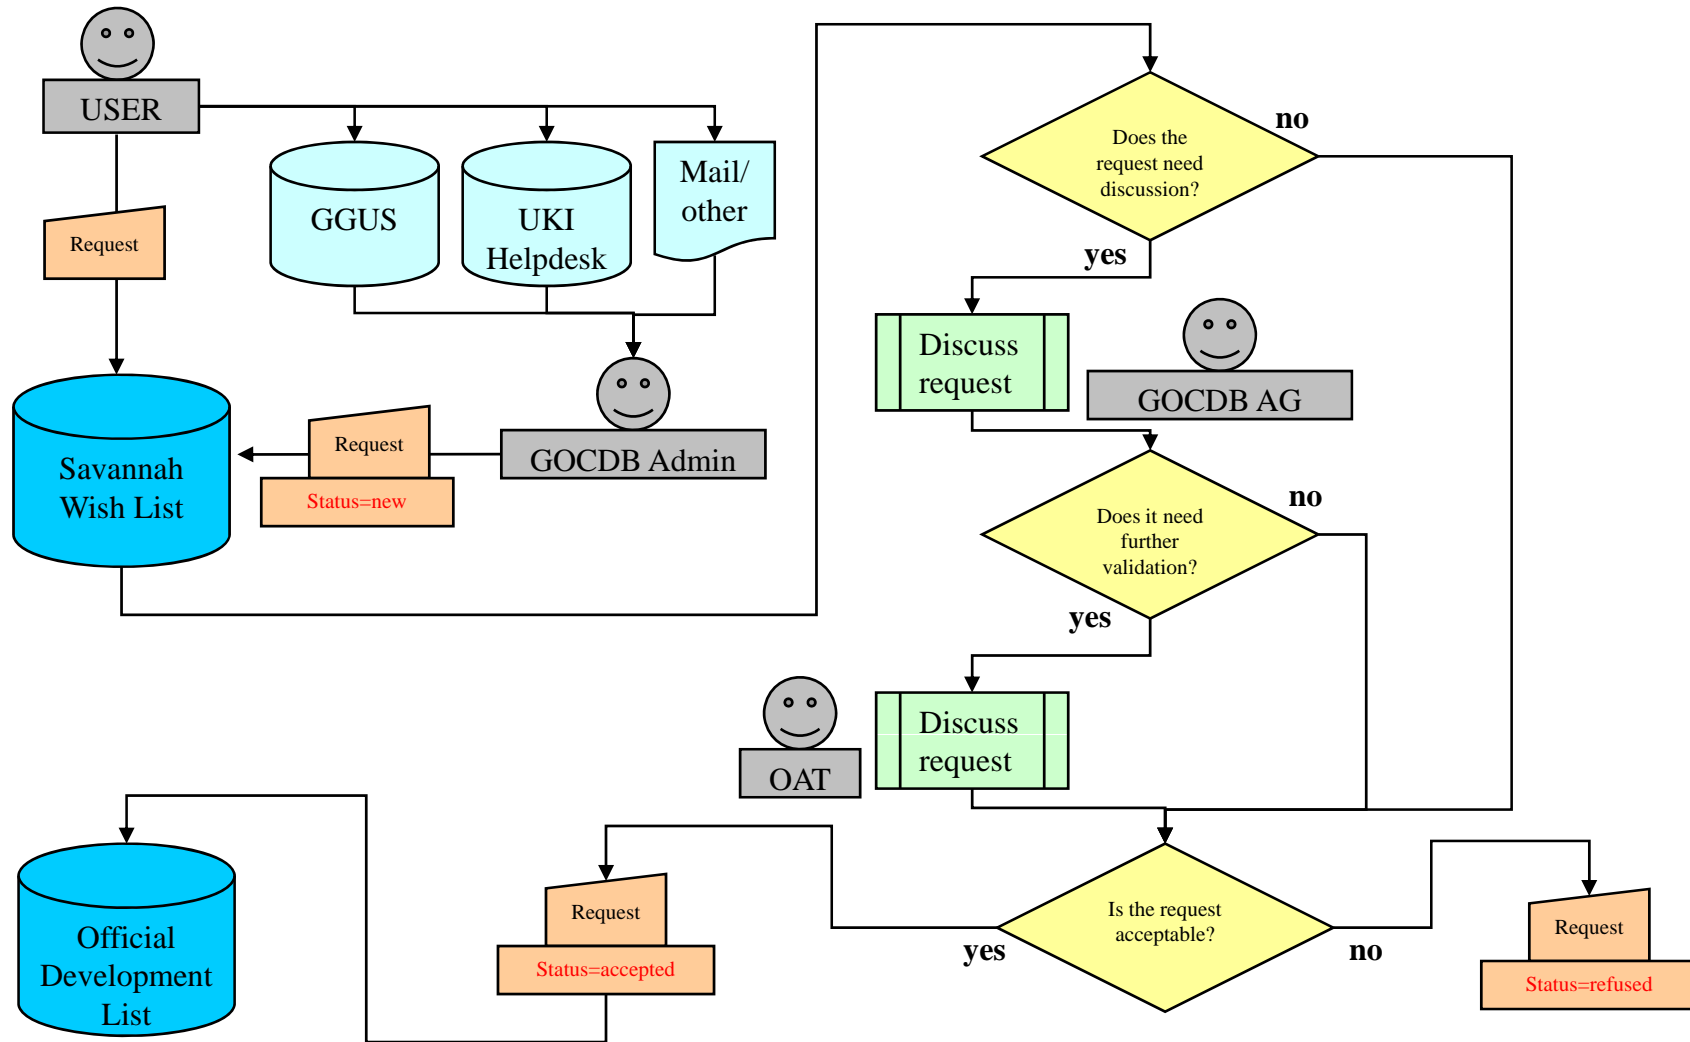 USER
Request
GGUS
UKI
Helpdesk
Mail/
other
Savannah
Wish List
Request
Status=new
GOCDB Admin
Does the
request need
discussion?
no
yes
Discuss
request
GOCDB AG
Does it need
further
validation?
no
yes
Discuss
request
OAT
Is the request
acceptable?
yes
no
Request
Status=accepted
Request
Status=refused
Official
Development
List